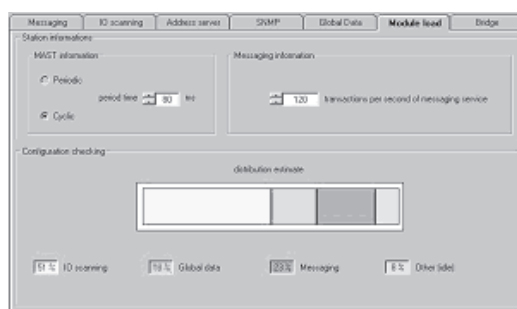 Messaging IO scanning Address server SNMP Global Data Module load Bridge
Station informations
MAST information Messaging information
Periodic
period time 80 ms 120 transactions per second of messaging service
Cyclic
Configuration checking
distribution estimate
51 % IO scanning 18 % Global data 23 % Messaging 8 % Other (idle)